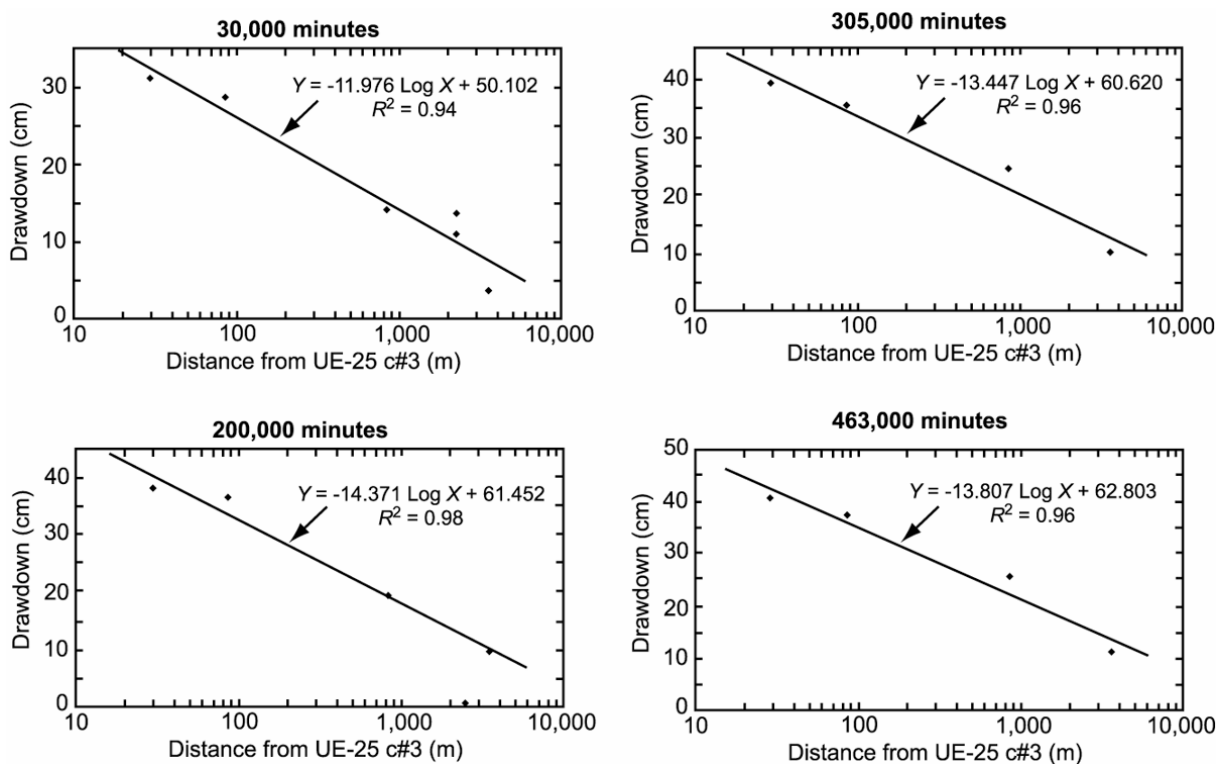 30,000 minutes
30
20
10
0
Drawdown (cm)
Y = -11.976 Log X + 50.102
R² = 0.94
10
100
1,000
10,000
Distance from UE-25 c#3 (m)
305,000 minutes
40
30
20
10
0
Drawdown (cm)
Y = -13.447 Log X + 60.620
R² = 0.96
10
100
1,000
10,000
Distance from UE-25 c#3 (m)
200,000 minutes
40
30
20
10
0
Drawdown (cm)
Y = -14.371 Log X + 61.452
R² = 0.98
10
100
1,000
10,000
Distance from UE-25 c#3 (m)
463,000 minutes
50
40
30
20
10
0
Drawdown (cm)
Y = -13.807 Log X + 62.803
R² = 0.96
10
100
1,000
10,000
Distance from UE-25 c#3 (m)